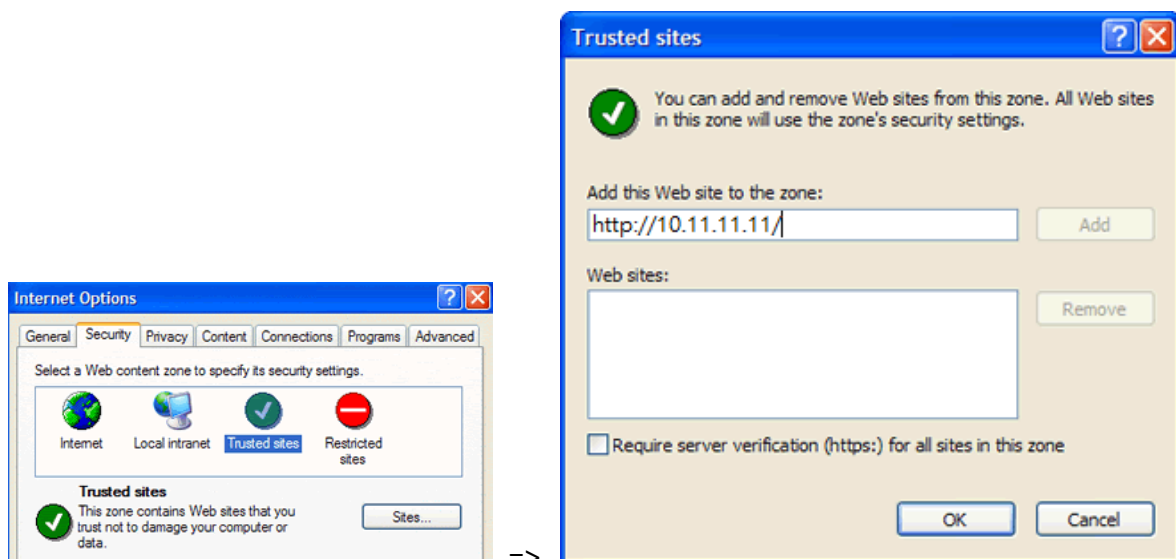 Internet Options
General Security Privacy Content Connections Programs Advanced
Select a Web content zone to specify its security settings.
Internet Local intranet Trusted sites Restricted
sites
Trusted sites
This zone contains Web sites that you
trust not to damage your computer or
data.
Sites...
=>
Trusted sites
You can add and remove Web sites from this zone. All Web sites
in this zone will use the zone's security settings.
Add this Web site to the zone:
http://10.11.11.11/
Add
Web sites:
Remove
Require server verification (https:) for all sites in this zone
OK Cancel